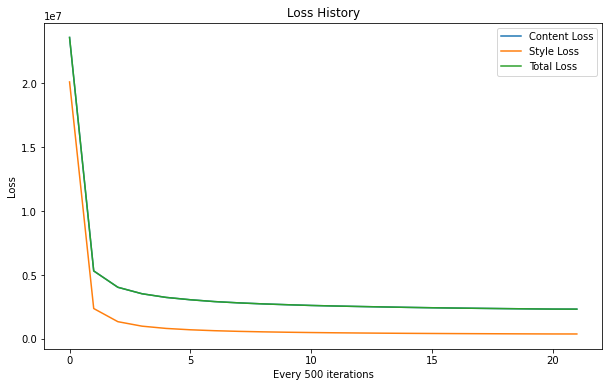 Loss History
1e7
Content Loss
Style Loss
Total Loss
2.0
1.5
1.0
0.5
0.0
Loss
0 5 10 15 20
Every 500 iterations